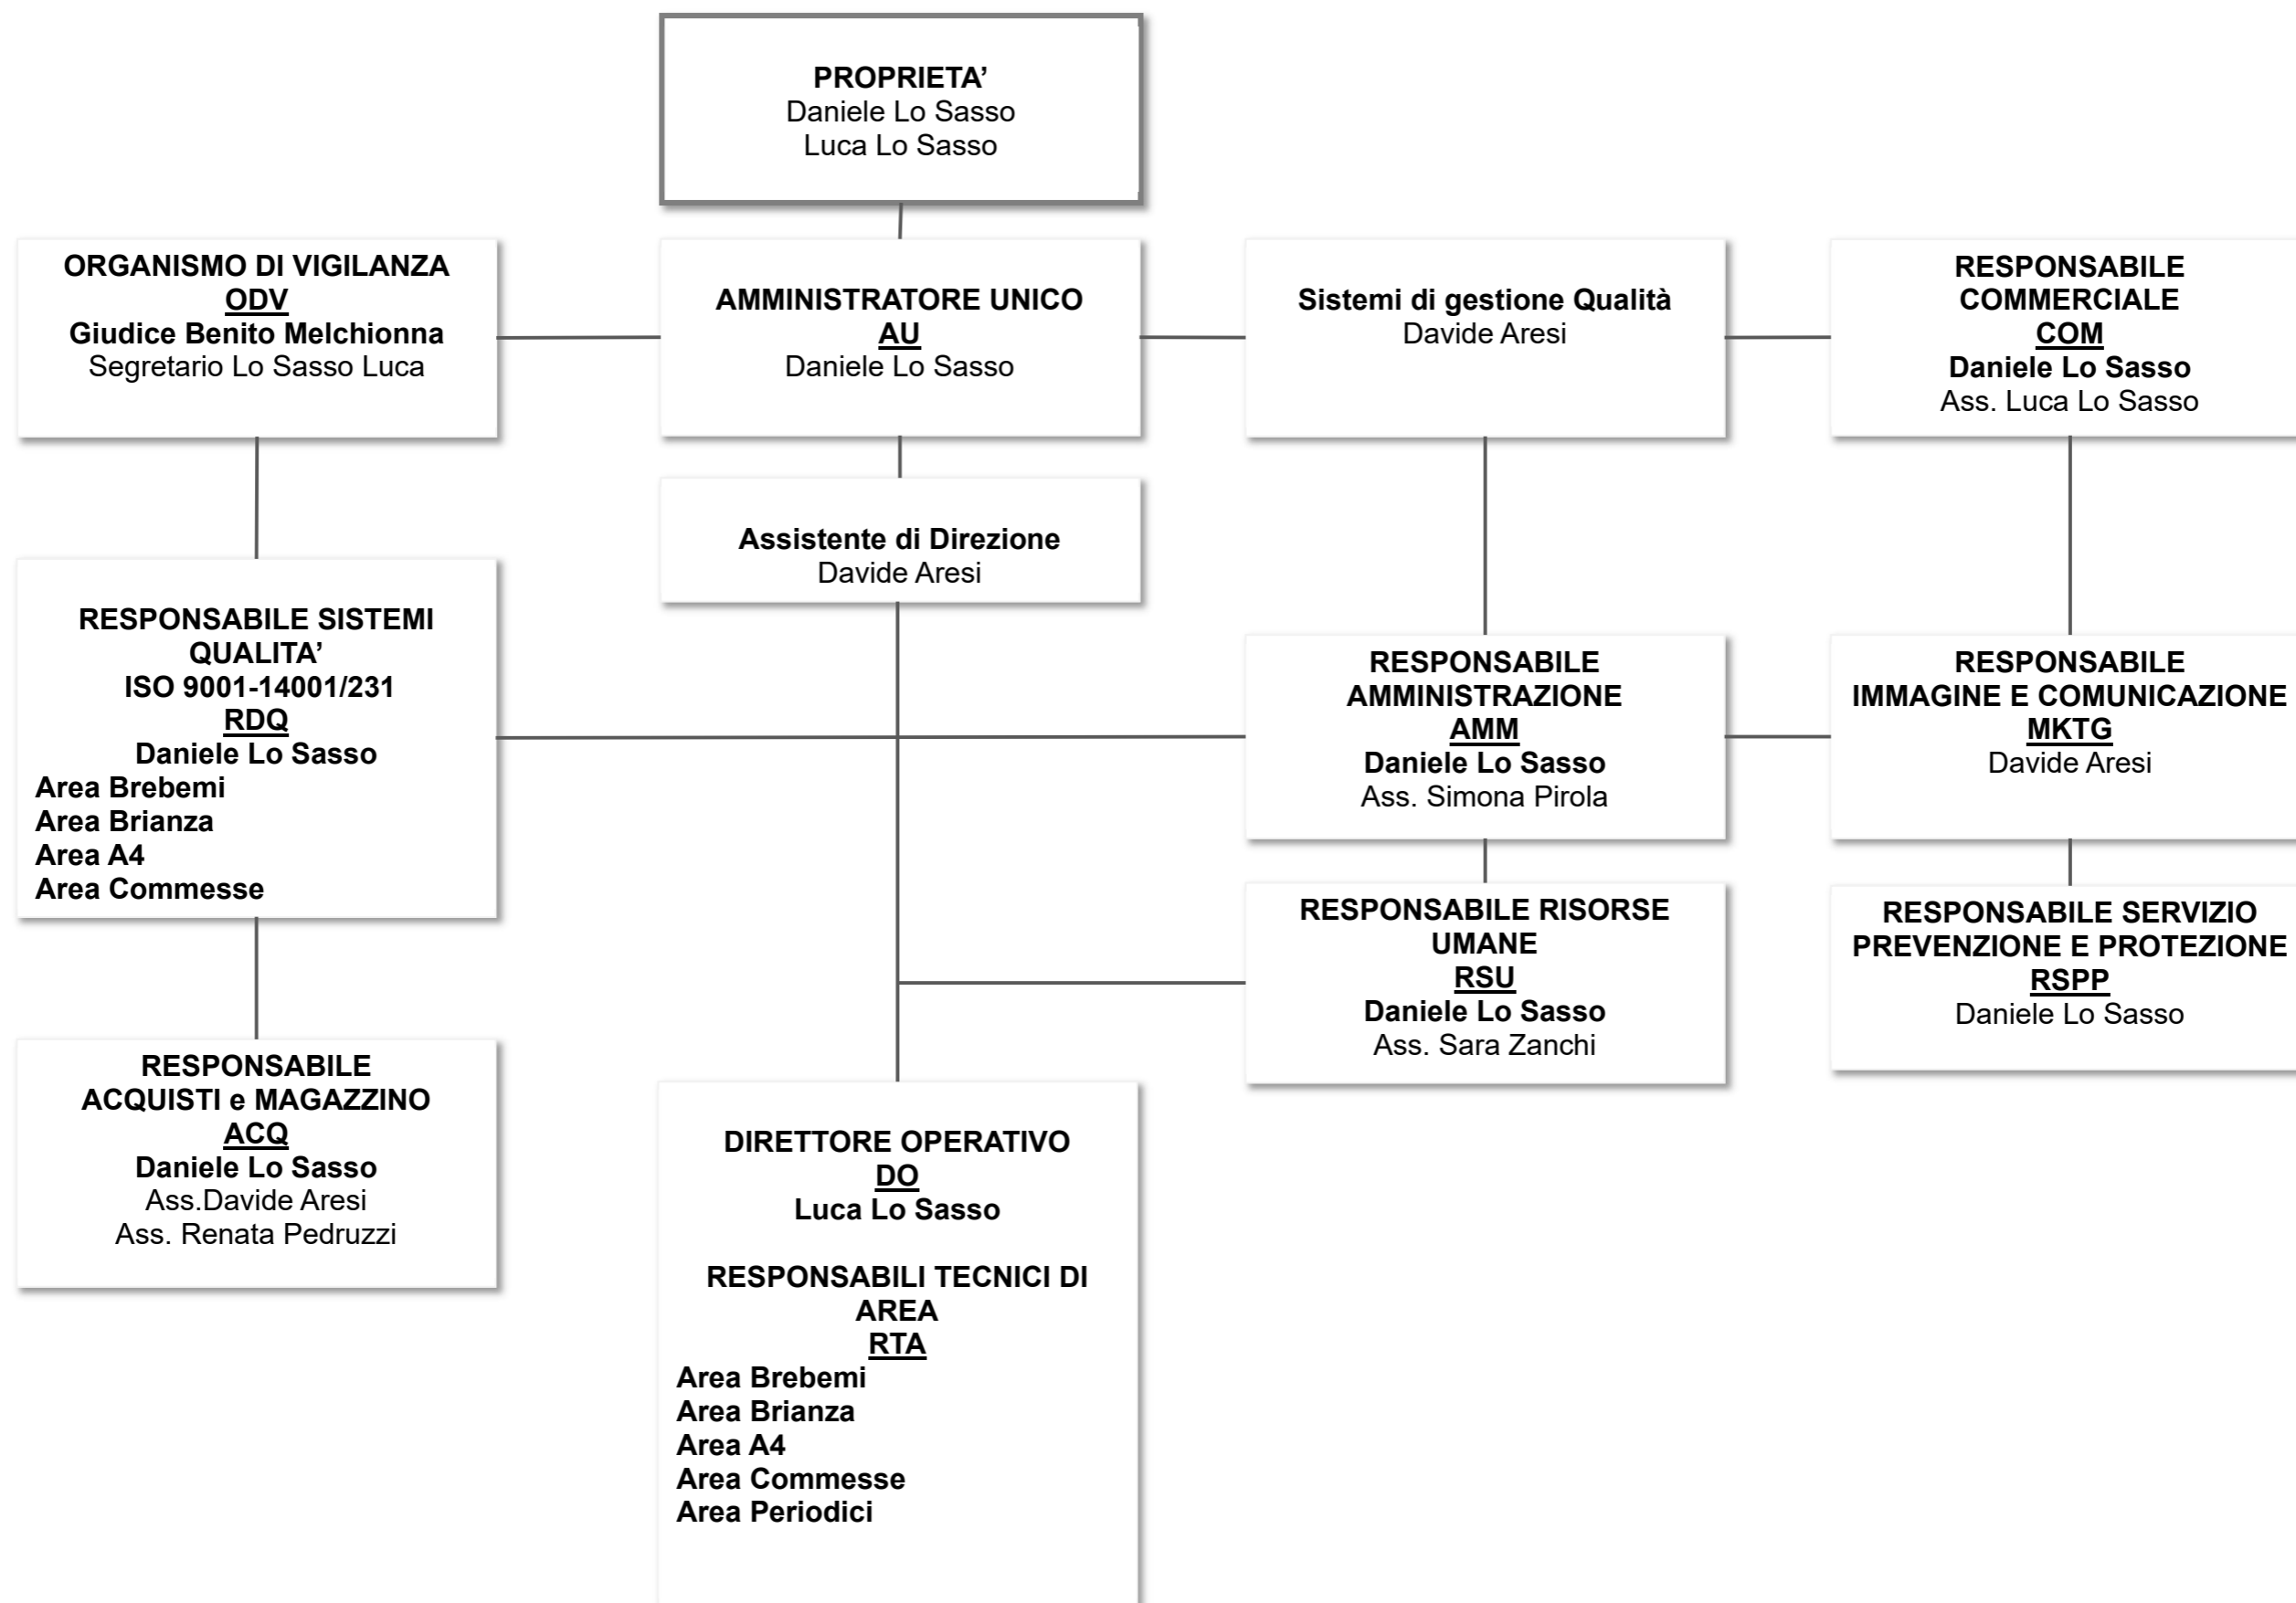 PROPRIETA’
Daniele Lo Sasso
Luca Lo Sasso
ORGANISMO DI VIGILANZA
ODV
Giudice Benito Melchionna
Segretario Lo Sasso Luca
AMMINISTRATORE UNICO
AU
Daniele Lo Sasso
Sistemi di gestione Qualità
Davide Aresi
RESPONSABILE
COMMERCIALE
COM
Daniele Lo Sasso
Ass. Luca Lo Sasso
Assistente di Direzione
Davide Aresi
RESPONSABILE SISTEMI
QUALITA’
ISO 9001-14001/231
RDQ
Daniele Lo Sasso
Area Brebemi
Area Brianza
Area A4
Area Commesse
RESPONSABILE
AMMINISTRAZIONE
AMM
Daniele Lo Sasso
Ass. Simona Pirola
RESPONSABILE
IMMAGINE E COMUNICAZIONE
MKTG
Davide Aresi
RESPONSABILE RISORSE
UMANE
RSU
Daniele Lo Sasso
Ass. Sara Zanchi
RESPONSABILE SERVIZIO
PREVENZIONE E PROTEZIONE
RSPP
Daniele Lo Sasso
RESPONSABILE
ACQUISTI e MAGAZZINO
ACQ
Daniele Lo Sasso
Ass.Davide Aresi
Ass. Renata Pedruzzi
DIRETTORE OPERATIVO
DO
Luca Lo Sasso
RESPONSABILI TECNICI DI
AREA
RTA
Area Brebemi
Area Brianza
Area A4
Area Commesse
Area Periodici